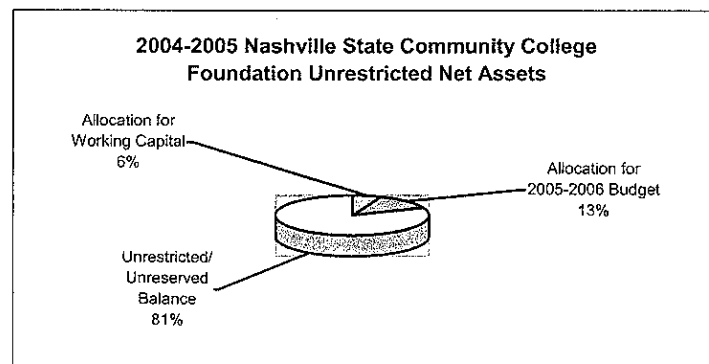 2004-2005 Nashville State Community College
Foundation Unrestricted Net Assets
Allocation for
Working Capital
6%
Allocation for
2005-2006 Budget
13%
Unrestricted/
Unreserved
Balance
81%